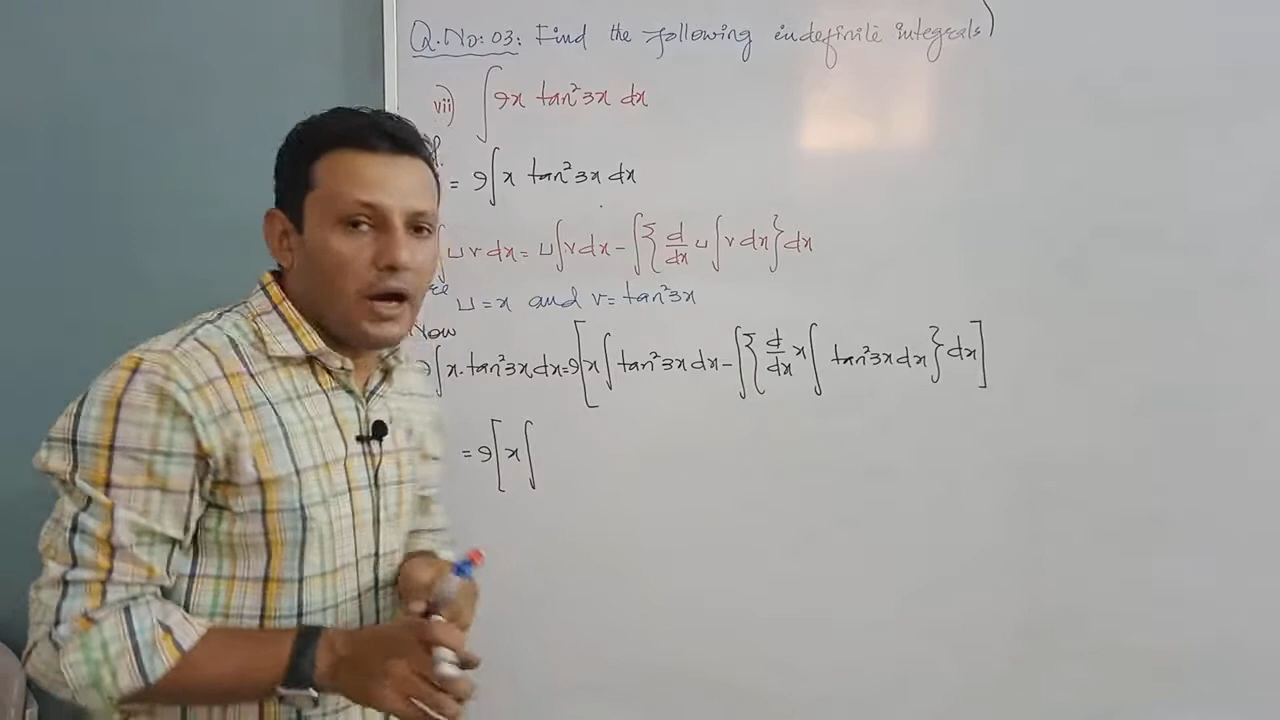 Q.No: 03: Find the following indefinite integrals)
vii) ∫9x tan²3x dx
= 9∫x tan²3x dx
∫u v dx = u∫v dx - ∫{d/dx u∫v dx}dx
u = x and v = tan²3x
Now
9∫x·tan²3x dx = 9[x∫tan²3x dx - ∫{d/dx x∫tan²3x dx}dx]
= 9[x∫